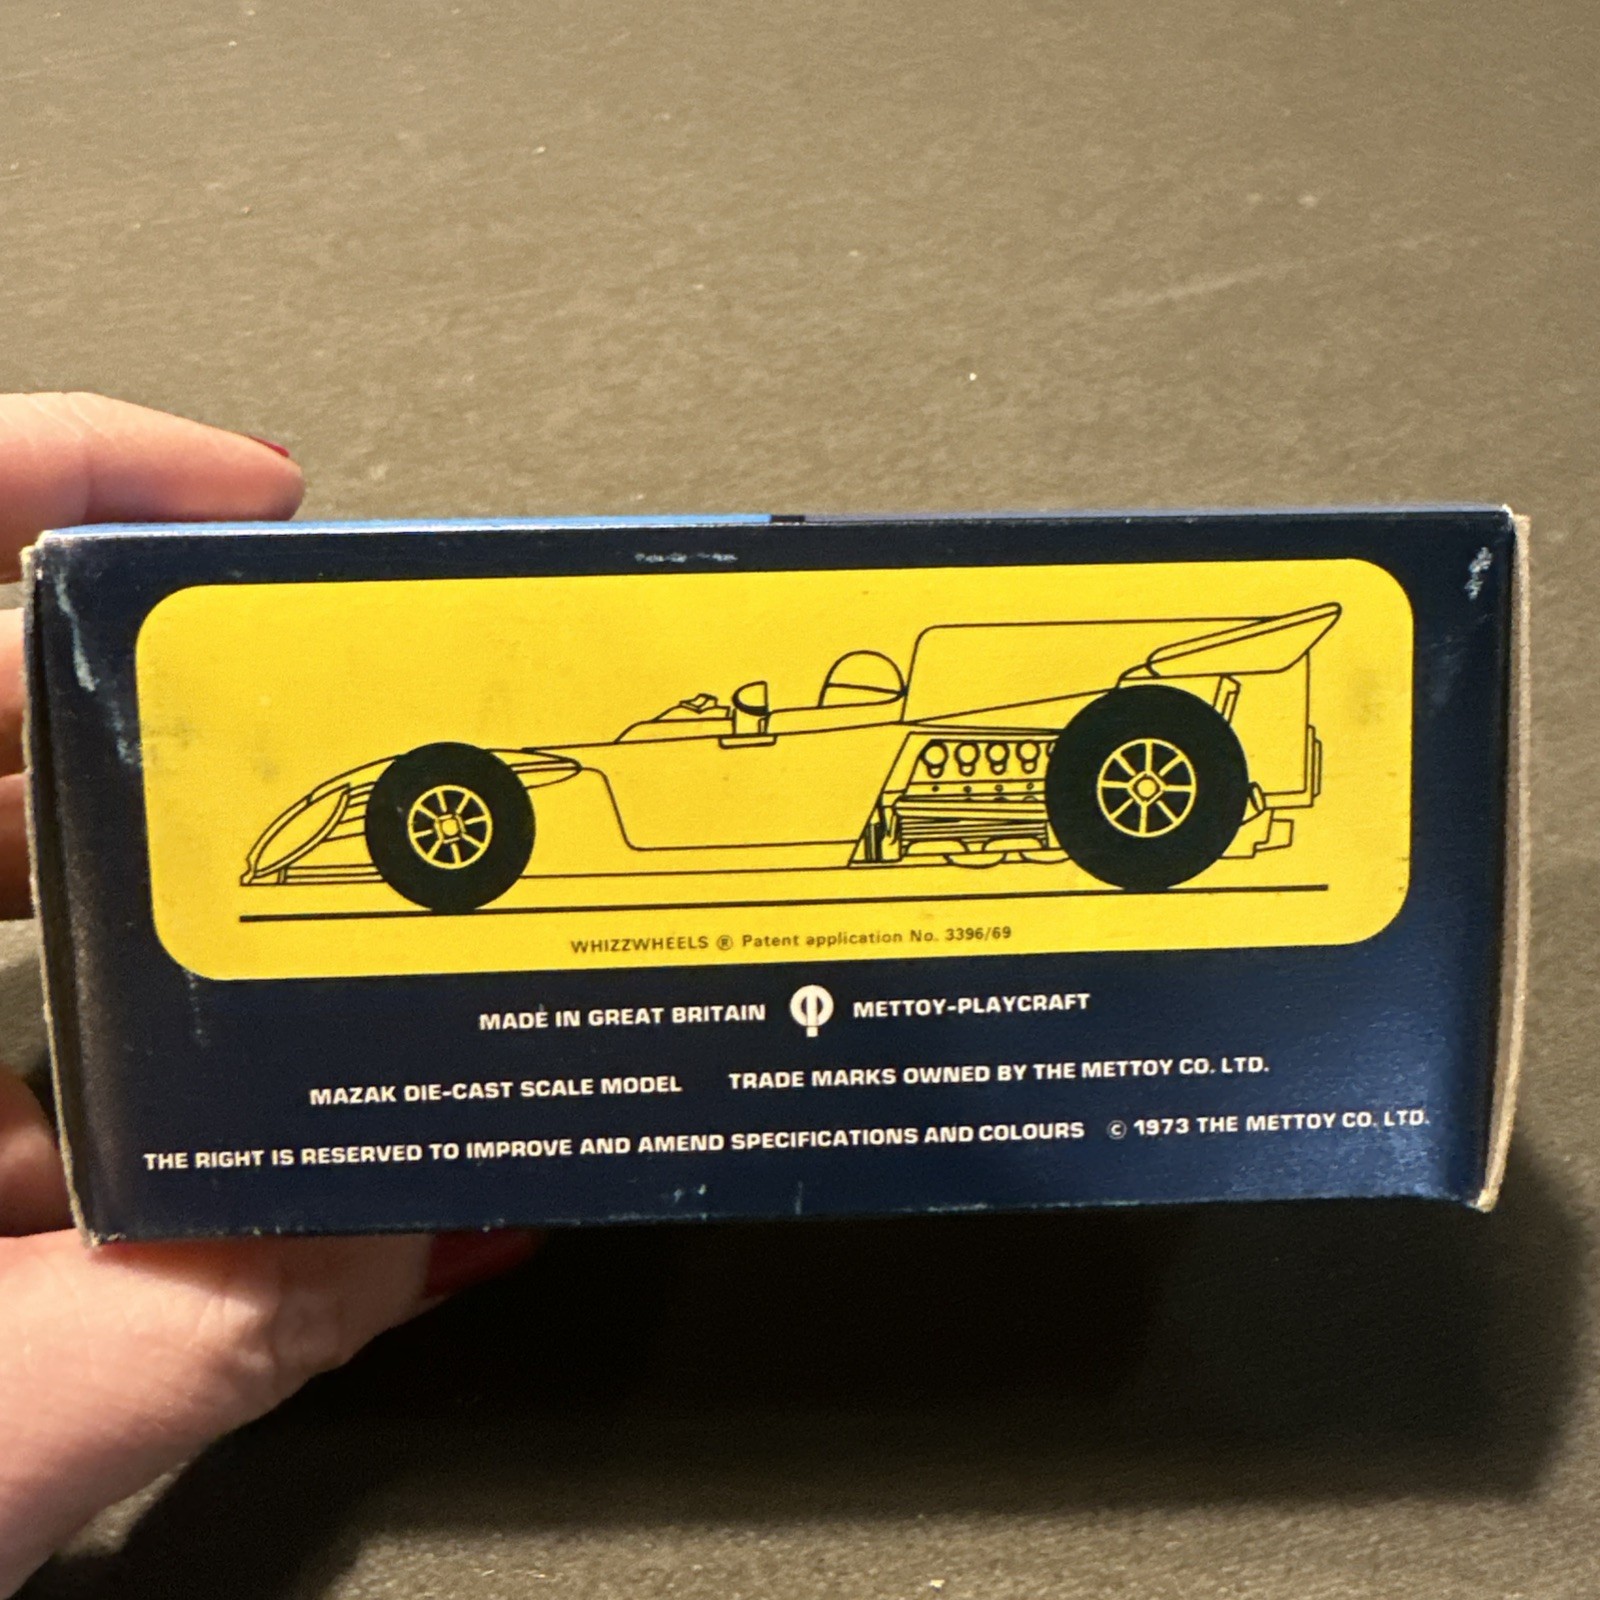 WHIZZWHEELS ® Patent application No. 3396/69
MADE IN GREAT BRITAIN METTOY-PLAYCRAFT
MAZAK DIE-CAST SCALE MODEL TRADE MARKS OWNED BY THE METTOY CO. LTD.
THE RIGHT IS RESERVED TO IMPROVE AND AMEND SPECIFICATIONS AND COLOURS © 1973 THE METTOY CO. LTD.